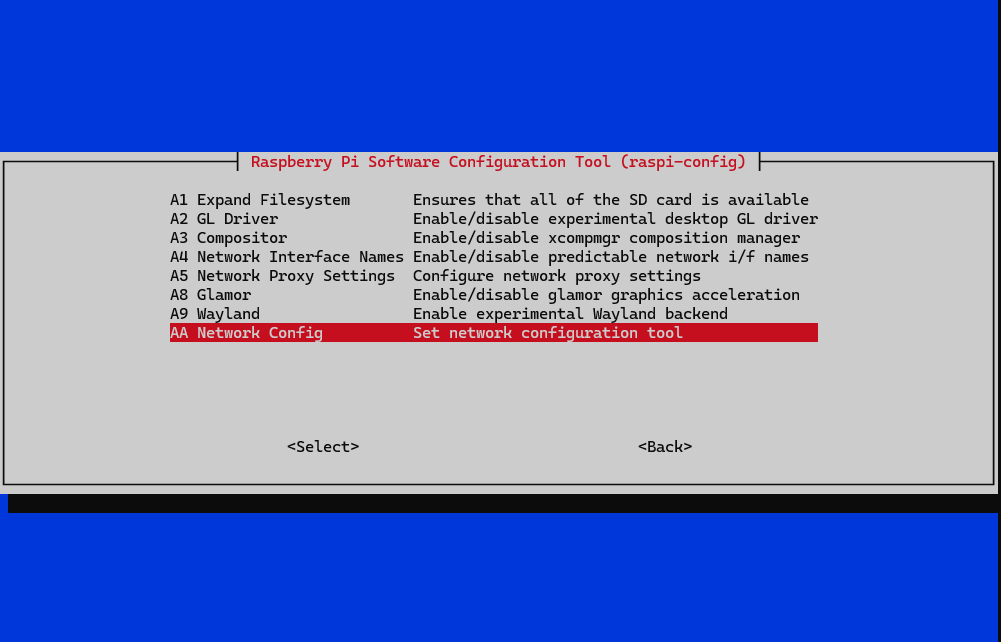 Raspberry Pi Software Configuration Tool (raspi-config)
A1 Expand Filesystem Ensures that all of the SD card is available
A2 GL Driver Enable/disable experimental desktop GL driver
A3 Compositor Enable/disable xcompmgr composition manager
A4 Network Interface Names Enable/disable predictable network i/f names
A5 Network Proxy Settings Configure network proxy settings
A8 Glamor Enable/disable glamor graphics acceleration
A9 Wayland Enable experimental Wayland backend
AA Network Config Set network configuration tool
<Select> <Back>